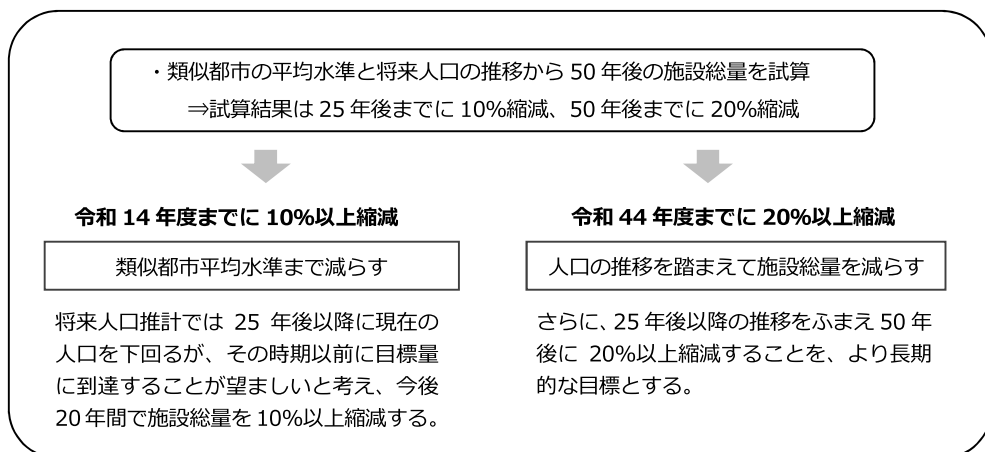 ・類似都市の平均水準と将来人口の推移から 50 年後の施設総量を試算
⇒試算結果は 25 年後までに 10%縮減、50 年後までに 20%縮減
令和 14 年度までに 10%以上縮減
類似都市平均水準まで減らす
将来人口推計では 25 年後以降に現在の
人口を下回るが、その時期以前に目標量
に到達することが望ましいと考え、今後
20 年間で施設総量を 10%以上縮減する。
令和 44 年度までに 20%以上縮減
人口の推移を踏まえて施設総量を減らす
さらに、25 年後以降の推移をふまえ 50 年
後に 20%以上縮減することを、より長期
的な目標とする。